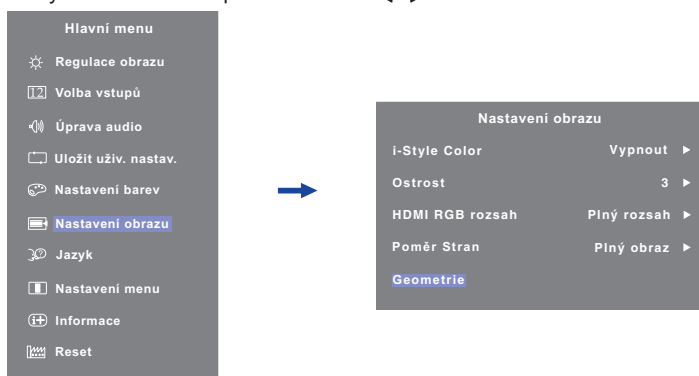 Hlavní menu
Regulace obrazu
12 Volba vstupů
Úprava audio
Uložit uživ. nastav.
Nastavení barev
Nastavení obrazu
Jazyk
Nastavení menu
Informace
Reset
Nastavení obrazu
i-Style Color Vypnout
Ostrost 3
HDMI RGB rozsah Plný rozsah
Poměr Stran Plný obraz
Geometrie